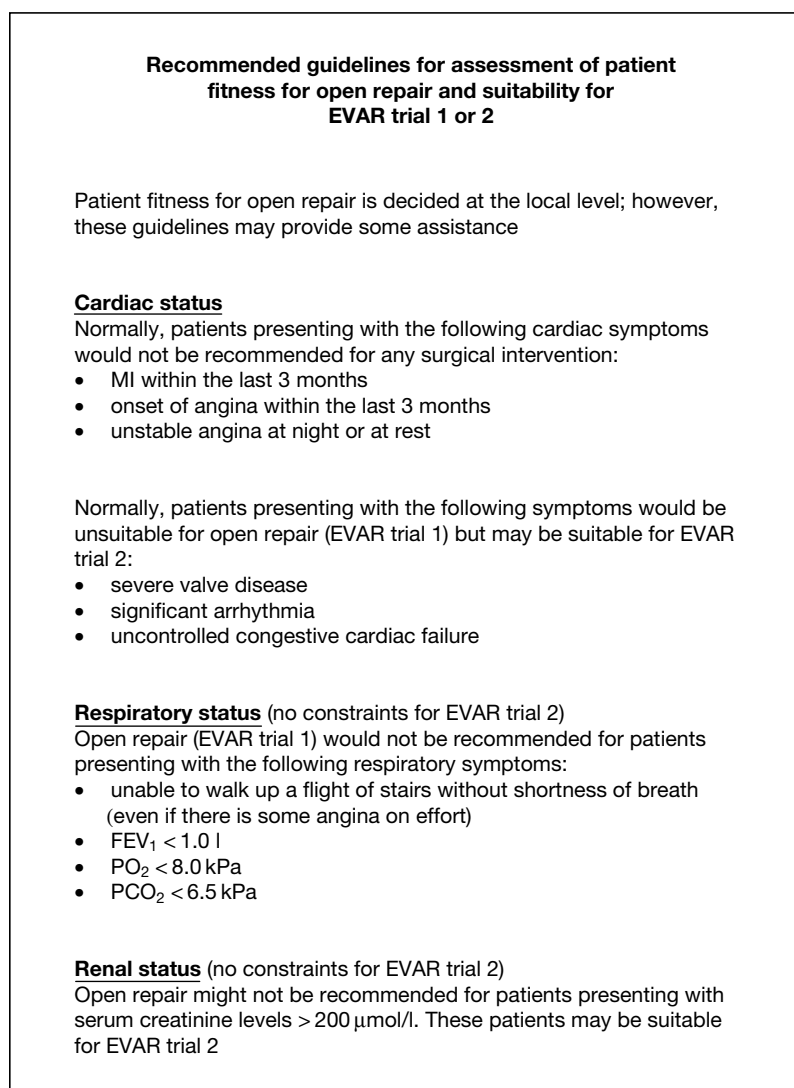 Recommended guidelines for assessment of patient
fitness for open repair and suitability for
EVAR trial 1 or 2
Patient fitness for open repair is decided at the local level; however,
these guidelines may provide some assistance
Cardiac status
Normally, patients presenting with the following cardiac symptoms
would not be recommended for any surgical intervention:
• MI within the last 3 months
• onset of angina within the last 3 months
• unstable angina at night or at rest
Normally, patients presenting with the following symptoms would be
unsuitable for open repair (EVAR trial 1) but may be suitable for EVAR
trial 2:
• severe valve disease
• significant arrhythmia
• uncontrolled congestive cardiac failure
Respiratory status (no constraints for EVAR trial 2)
Open repair (EVAR trial 1) would not be recommended for patients
presenting with the following respiratory symptoms:
• unable to walk up a flight of stairs without shortness of breath
(even if there is some angina on effort)
• FEV₁ < 1.0 l
• PO₂ < 8.0 kPa
• PCO₂ < 6.5 kPa
Renal status (no constraints for EVAR trial 2)
Open repair might not be recommended for patients presenting with
serum creatinine levels > 200 μmol/l. These patients may be suitable
for EVAR trial 2